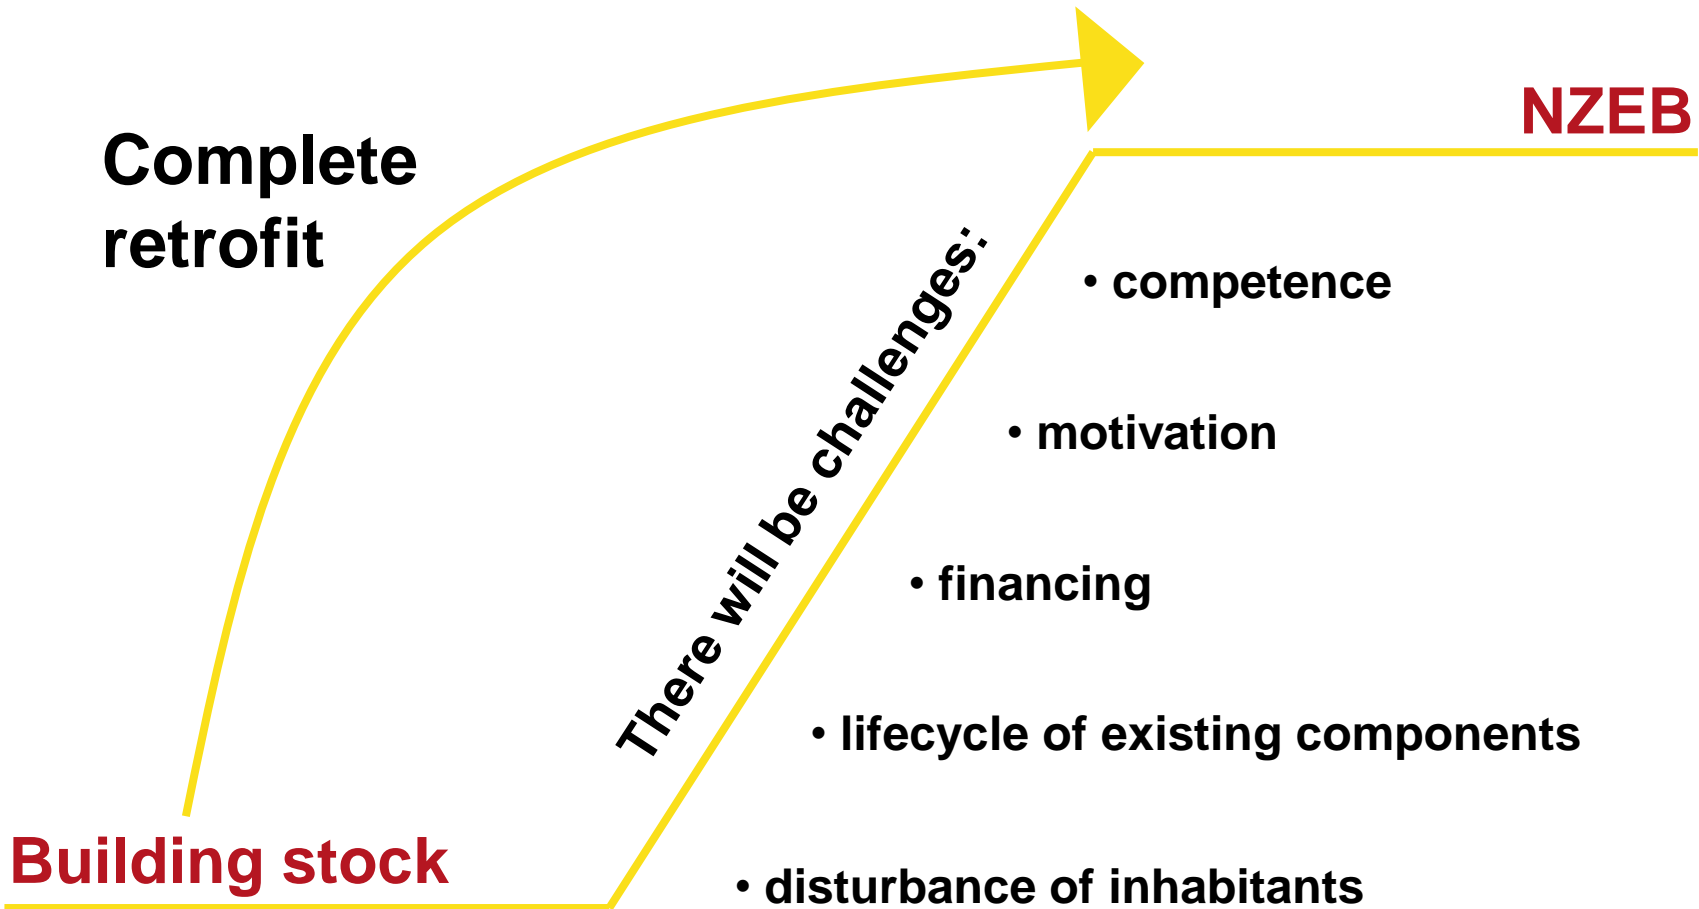 NZEB
Complete
retrofit
There will be challenges:
• competence
• motivation
• financing
• lifecycle of existing components
Building stock
• disturbance of inhabitants